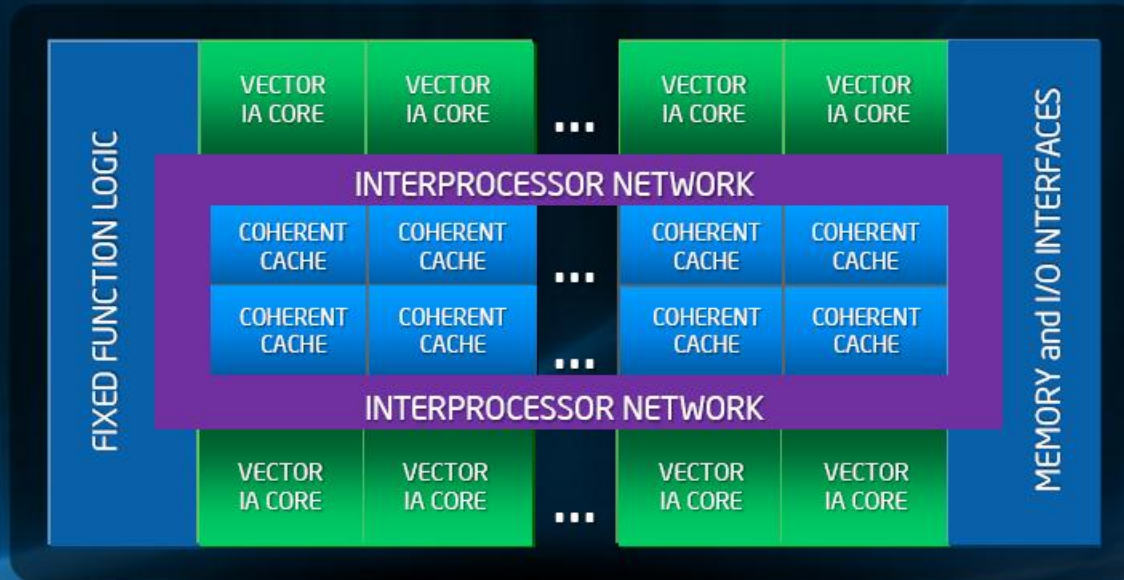 FIXED FUNCTION LOGIC
VECTOR
IA CORE
VECTOR
IA CORE
...
VECTOR
IA CORE
VECTOR
IA CORE
MEMORY and I/O INTERFACES
INTERPROCESSOR NETWORK
COHERENT
CACHE
COHERENT
CACHE
...
COHERENT
CACHE
COHERENT
CACHE
COHERENT
CACHE
COHERENT
CACHE
...
COHERENT
CACHE
COHERENT
CACHE
INTERPROCESSOR NETWORK
VECTOR
IA CORE
VECTOR
IA CORE
...
VECTOR
IA CORE
VECTOR
IA CORE